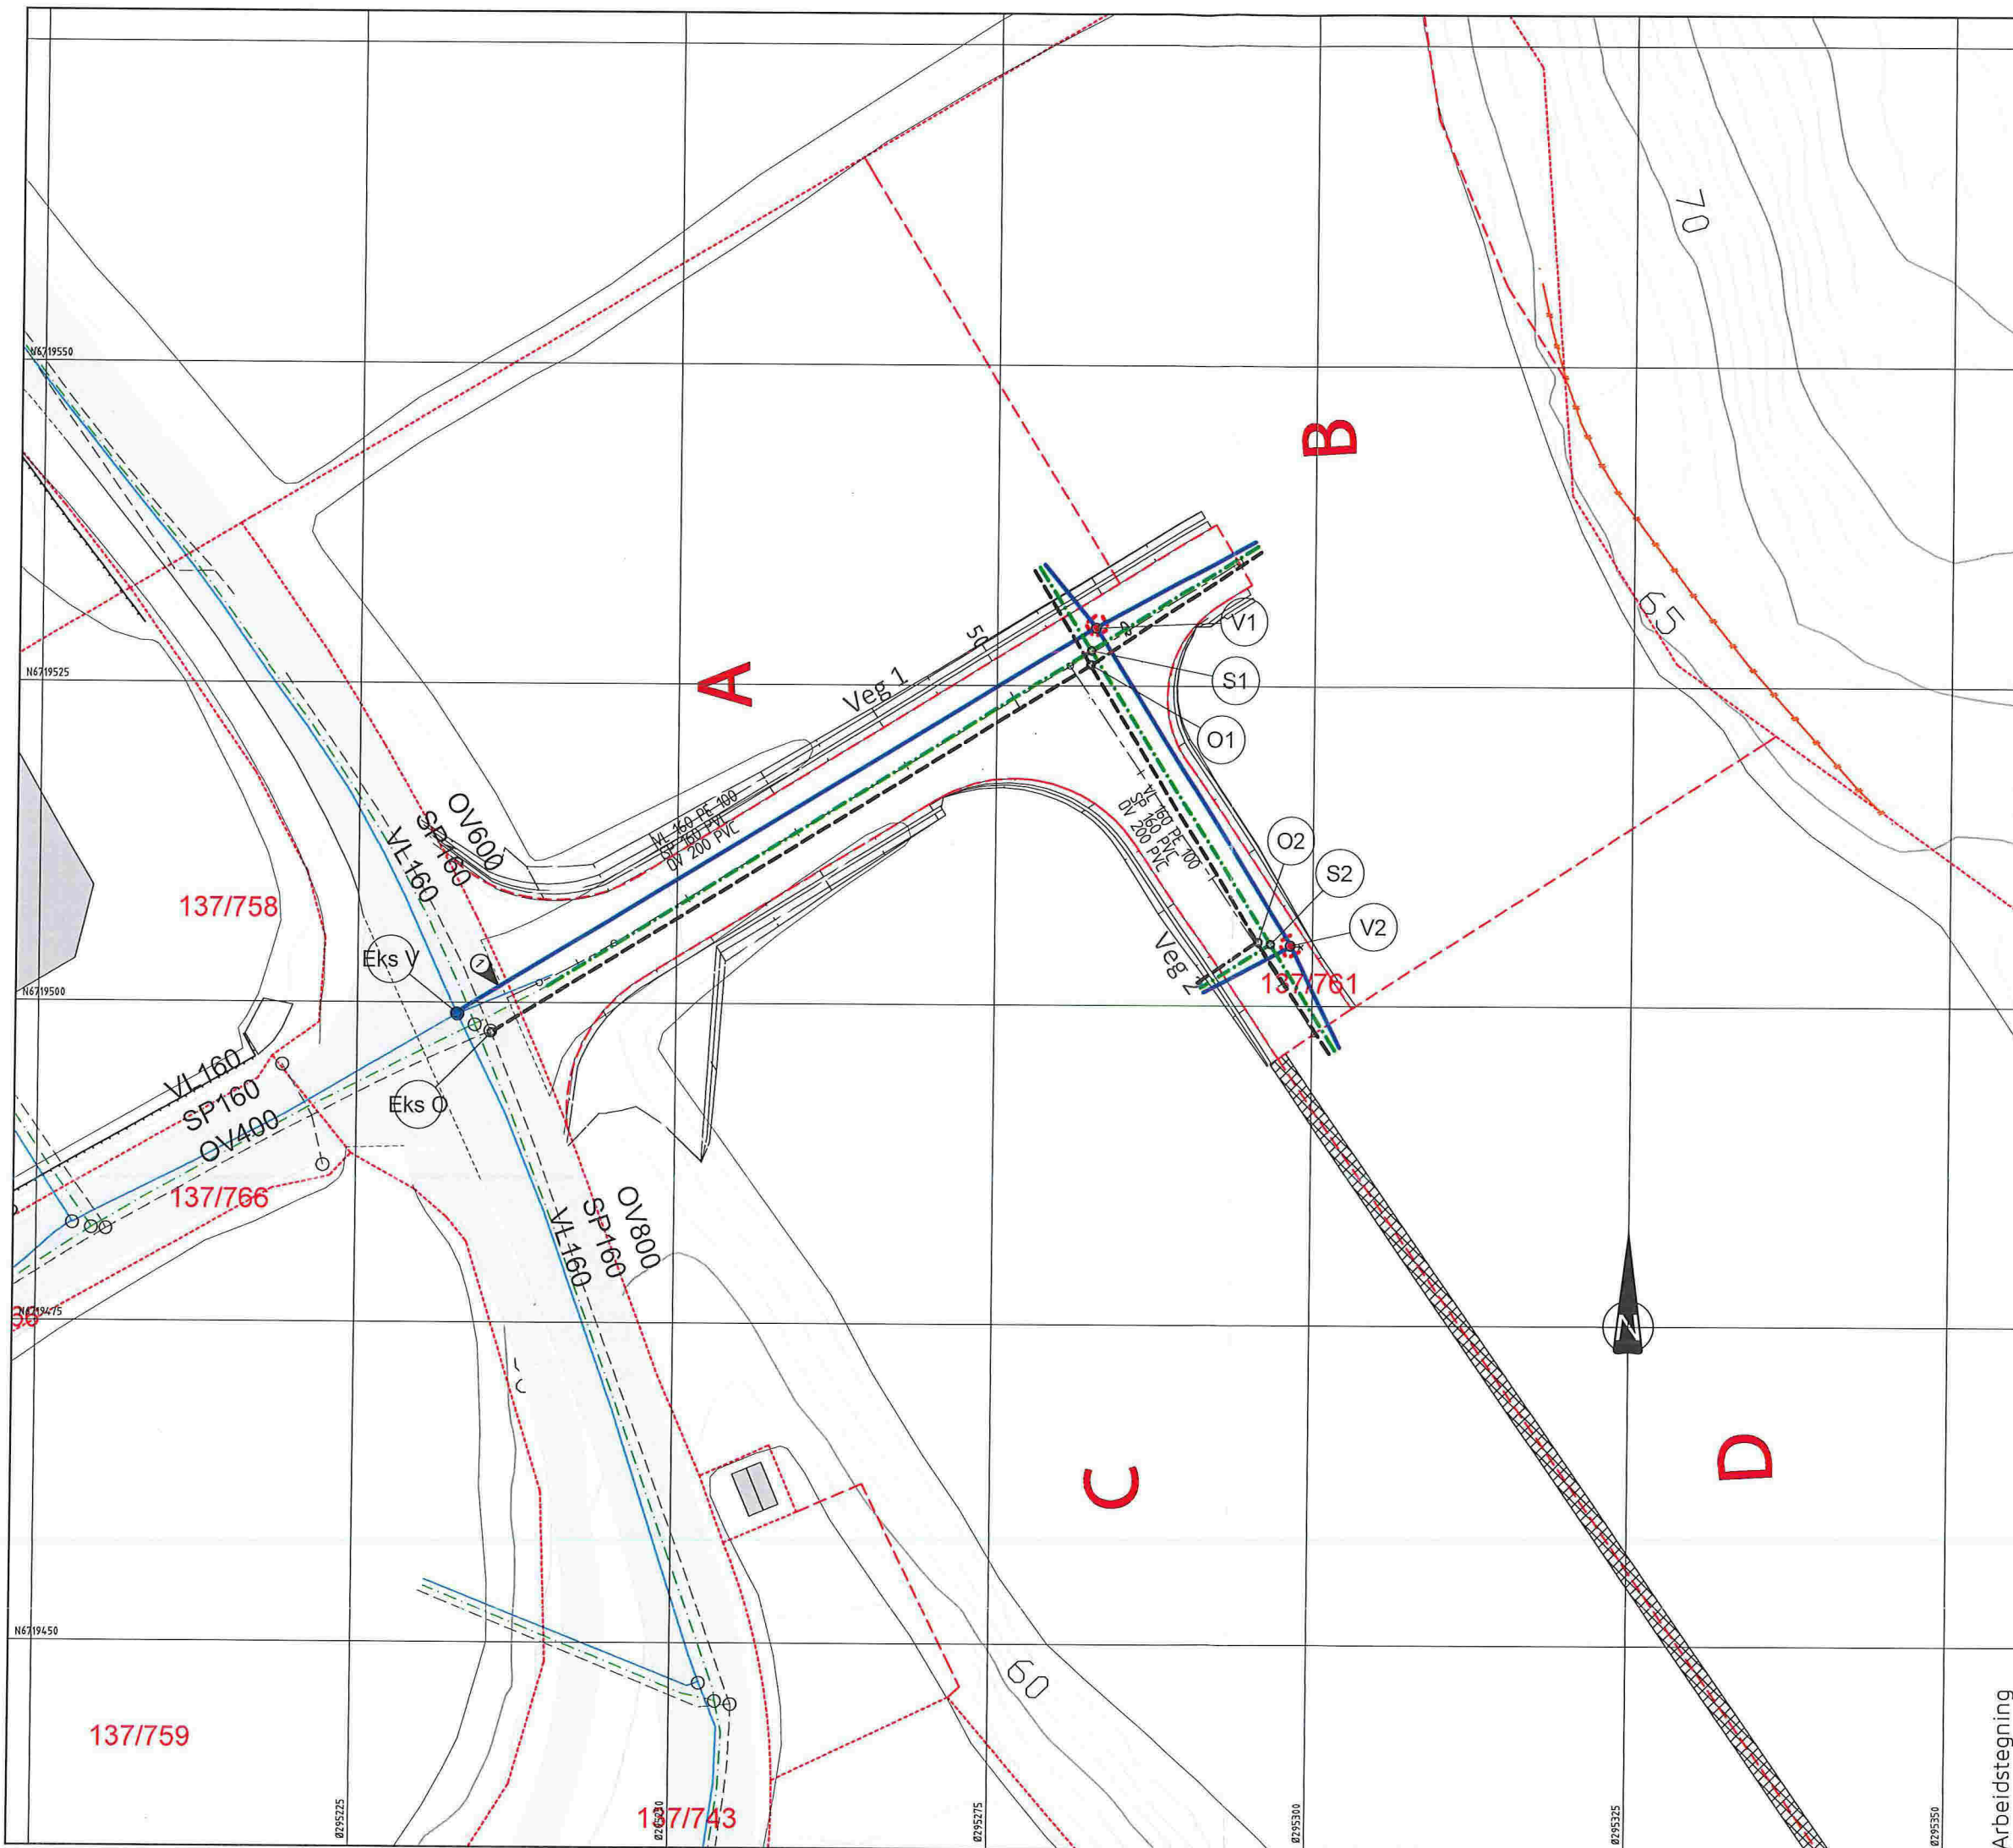 70
N6719550
B
65
V1
N6719525
S1
50
A
Veg 1
O1
OV600
SP160
VL160
VL 160 PE 100
SP 160 PVC
OV 200 PVC
VL 160 PE 100
SP 160 PVC
OV 200 PVC
O2
S2
137/758
V2
Eks V
1
Veg 2
137/761
N6719500
VL160
SP160
OV400
Eks O
137/766
OV800
SP160
VL160
N6719475
66
N
C
D
N6719450
60
137/759
137/743
Ø295225
Ø295250
Ø295275
Ø295300
Ø295325
Ø295350
Arbeidstegning